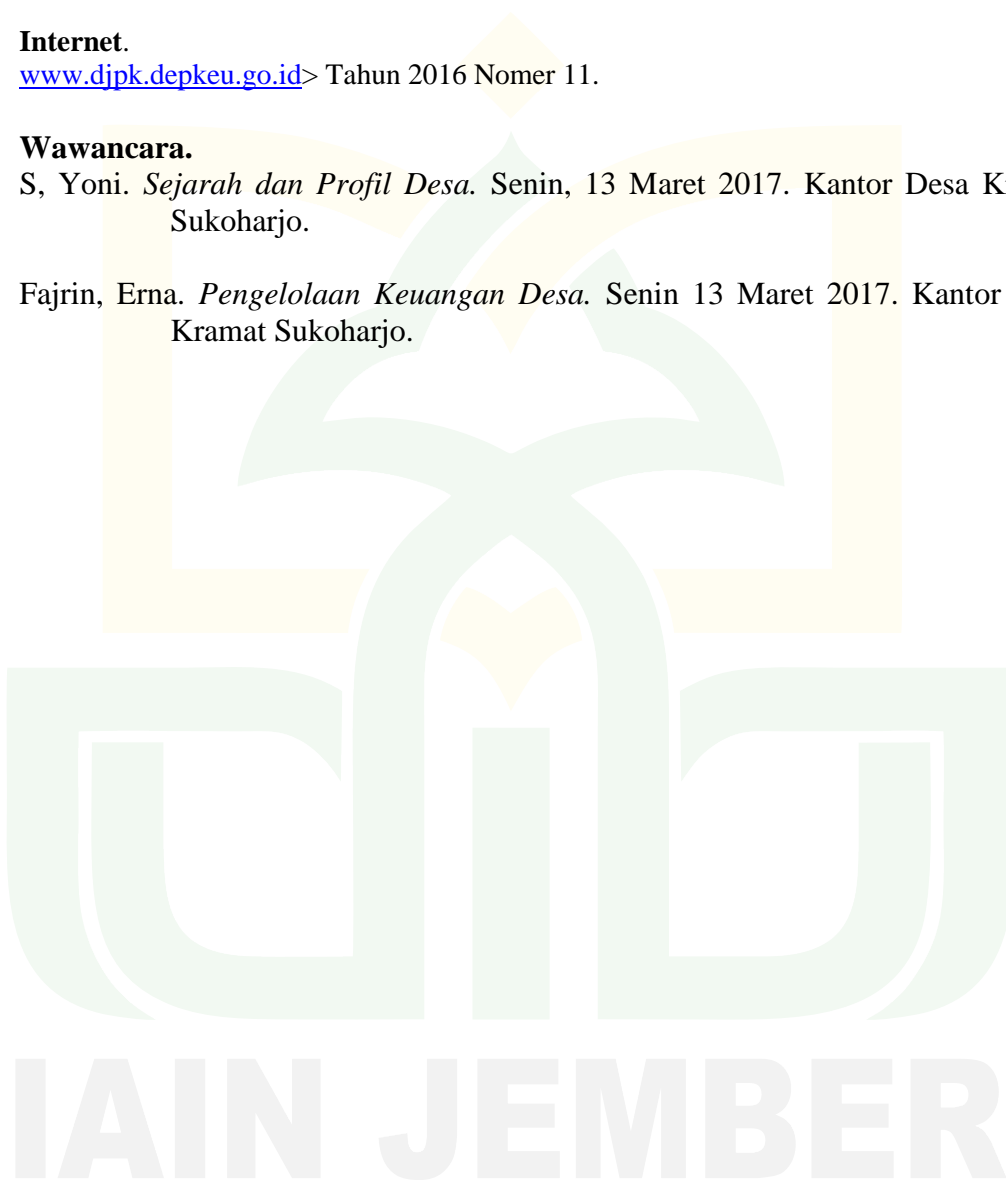 Internet.
www.djpk.depkeu.go.id> Tahun 2016 Nomer 11.
Wawancara.
S, Yoni. Sejarah dan Profil Desa. Senin, 13 Maret 2017. Kantor Desa
Sukoharjo.
Fajrin, Erna. Pengelolaan Keuangan Desa. Senin 13 Maret 2017. Kantor
Kramat Sukoharjo.
IAIN JEMBER